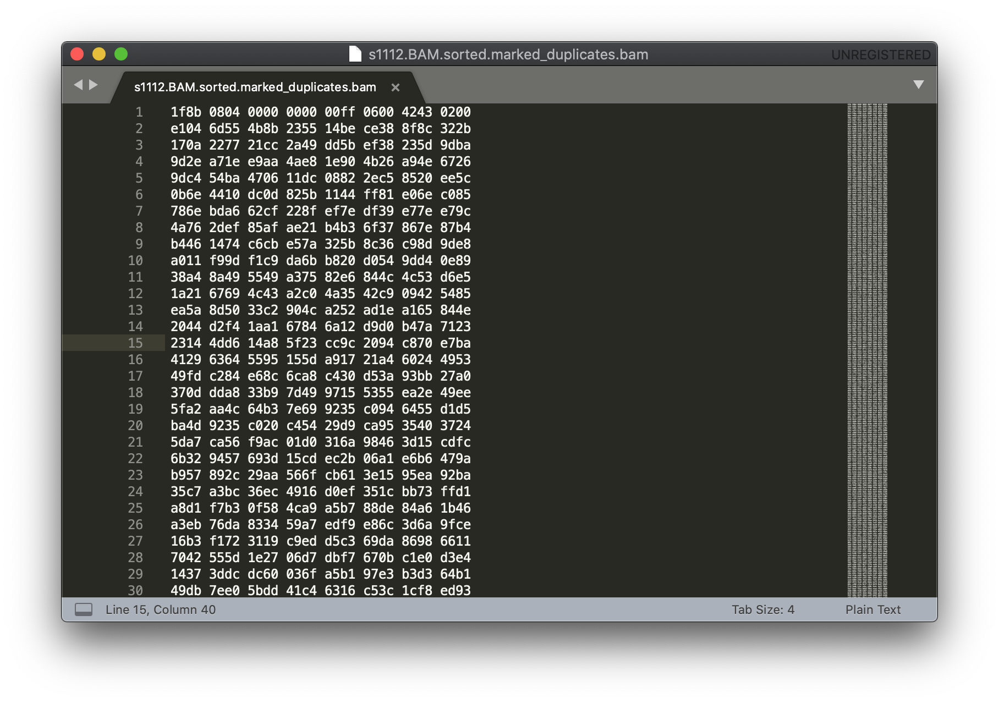 s1112.BAM.sorted.marked_duplicates.bam
UNREGISTERED
s1112.BAM.sorted.marked_duplicates.bam ×
1 1f8b 0804 0000 0000 00ff 0600 4243 0200
2 e104 6d55 4b8b 2355 14be ce38 8f8c 322b
3 170a 2277 21cc 2a49 dd5b ef38 235d 9dba
4 9d2e a71e e9aa 4ae8 1e90 4b26 a94e 6726
5 9dc4 54ba 4706 11dc 0882 2ec5 8520 ee5c
6 0b6e 4410 dc0d 825b 1144 ff81 e06e c085
7 786e bda6 62cf 228f ef7e df39 e77e e79c
8 4a76 2def 85af ae21 b4b3 6f37 867e 87b4
9 b446 1474 c6cb e57a 325b 8c36 c98d 9de8
10 a011 f99d f1c9 da6b b820 d054 9dd4 0e89
11 38a4 8a49 5549 a375 82e6 844c 4c53 d6e5
12 1a21 6769 4c43 a2c0 4a35 42c9 0942 5485
13 ea5a 8d50 33c2 904c a252 ad1e a165 844e
14 2044 d2f4 1aa1 6784 6a12 d9d0 b47a 7123
15 2314 4dd6 14a8 5f23 cc9c 2094 c870 e7ba
16 4129 6364 5595 155d a917 21a4 6024 4953
17 49fd c284 e68c 6ca8 c430 d53a 93bb 27a0
18 370d dda8 33b9 7d49 9715 5355 ea2e 49ee
19 5fa2 aa4c 64b3 7e69 9235 c094 6455 d1d5
20 ba4d 9235 c020 c454 29d9 ca95 3540 3724
21 5da7 ca56 f9ac 01d0 316a 9846 3d15 cdfc
22 6b32 9457 693d 15cd ec2b 06a1 e6b6 479a
23 b957 892c 29aa 566f cb61 3e15 95ea 92ba
24 35c7 a3bc 36ec 4916 d0ef 351c bb73 ffd1
25 a8d1 f7b3 0f58 4ca9 a5b7 88de 84a6 1b46
26 a3eb 76da 8334 59a7 edf9 e86c 3d6a 9fce
27 16b3 f172 3119 c9ed d5c3 69da 8698 6611
28 7042 555d 1e27 06d7 dbf7 670b c1e0 d3e4
29 1437 3ddc dc60 036f a5b1 97e3 b3d3 64b1
30 49db 7ee0 5bdd 41c4 6316 c53c 1cf8 ed93
Line 15, Column 40
Tab Size: 4
Plain Text